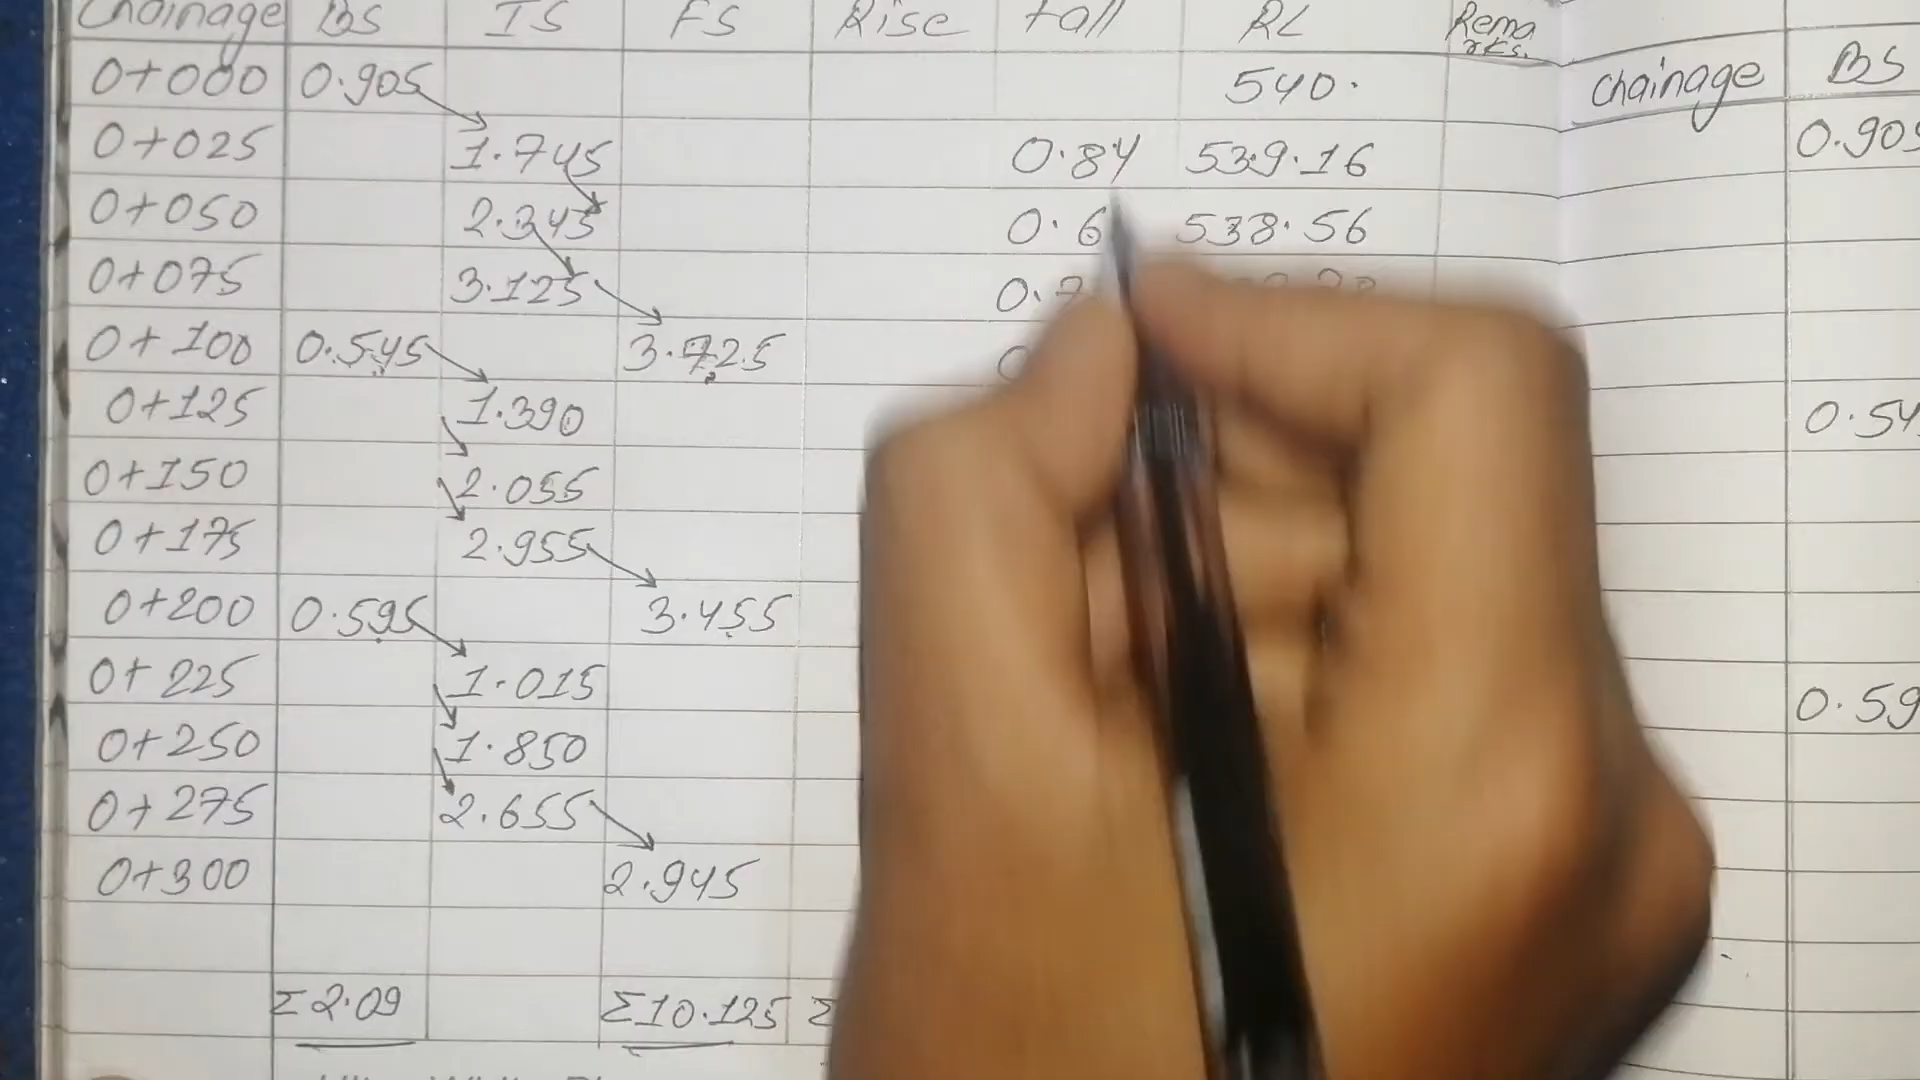 Chainage BS IS FS Rise Fall RL Remarks.
0+000 0.905 540.
0+025 1.745 0.84 539.16
0+050 2.345 0.6 538.56
0+075 3.125 0.7
0+100 0.545 3.725
0+125 1.390
0+150 2.055
0+175 2.955
0+200 0.595 3.455
0+225 1.015
0+250 1.850
0+275 2.655
0+300 2.945
Σ2.09 Σ10.125 Σ
Chainage BS
0.905
0.54
0.59